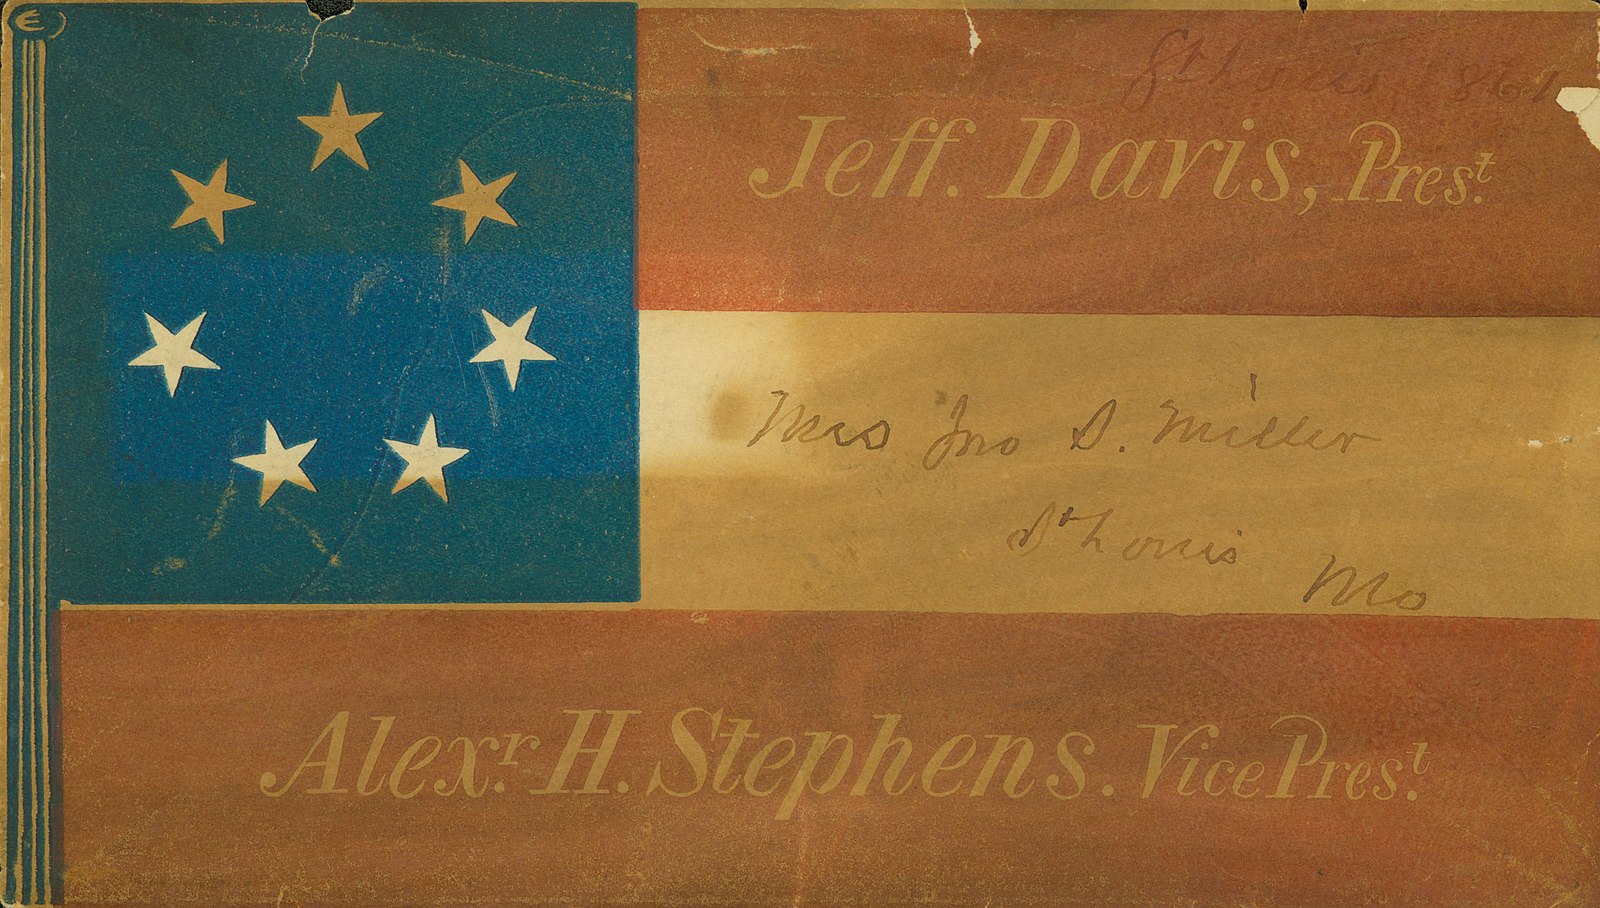 St Louis 1861
Jeff. Davis, Prest.
Mrs Jno S. Miller
St Louis
Mo
Alexr. H. Stephens. Vice Prest.